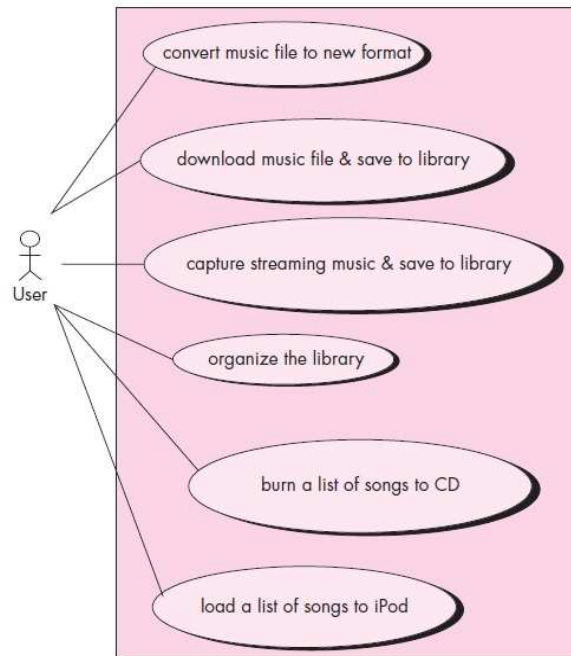 convert music file to new format
download music file & save to library
capture streaming music & save to library
User
organize the library
burn a list of songs to CD
load a list of songs to iPod